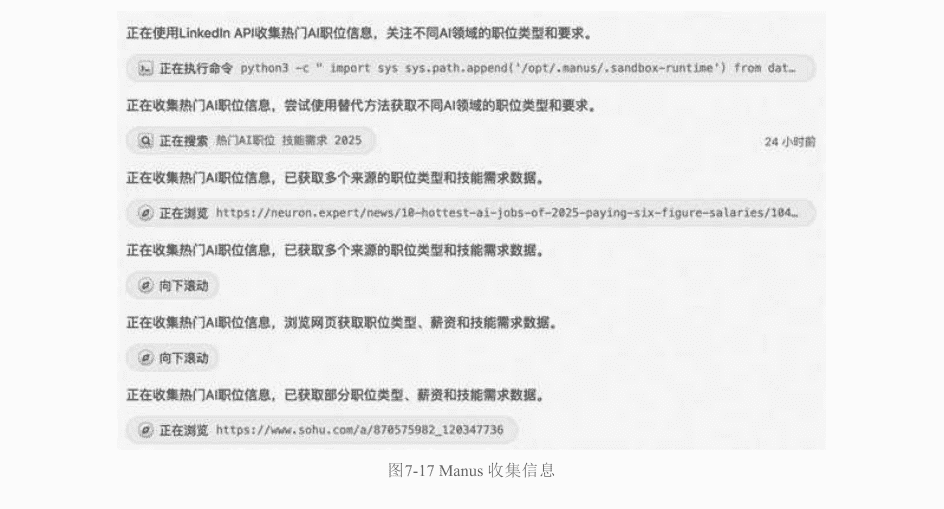 正在使用LinkedIn API收集热门AI职位信息，关注不同AI领域的职位类型和要求。
正在执行命令 python3 -c " import sys sys.path.append('/opt/.manus/.sandbox-runtime') from dat…
正在收集热门AI职位信息，尝试使用替代方法获取不同AI领域的职位类型和要求。
正在搜索 热门AI职位 技能需求 2025 24 小时前
正在收集热门AI职位信息，已获取多个来源的职位类型和技能需求数据。
正在浏览 https://neuron.expert/news/10-hottest-ai-jobs-of-2025-paying-six-figure-salaries/104…
正在收集热门AI职位信息，已获取多个来源的职位类型和技能需求数据。
向下滚动
正在收集热门AI职位信息，浏览网页获取职位类型、薪资和技能需求数据。
向下滚动
正在收集热门AI职位信息，已获取部分职位类型、薪资和技能需求数据。
正在浏览 https://www.sohu.com/a/870575982_120347736
图7-17 Manus 收集信息